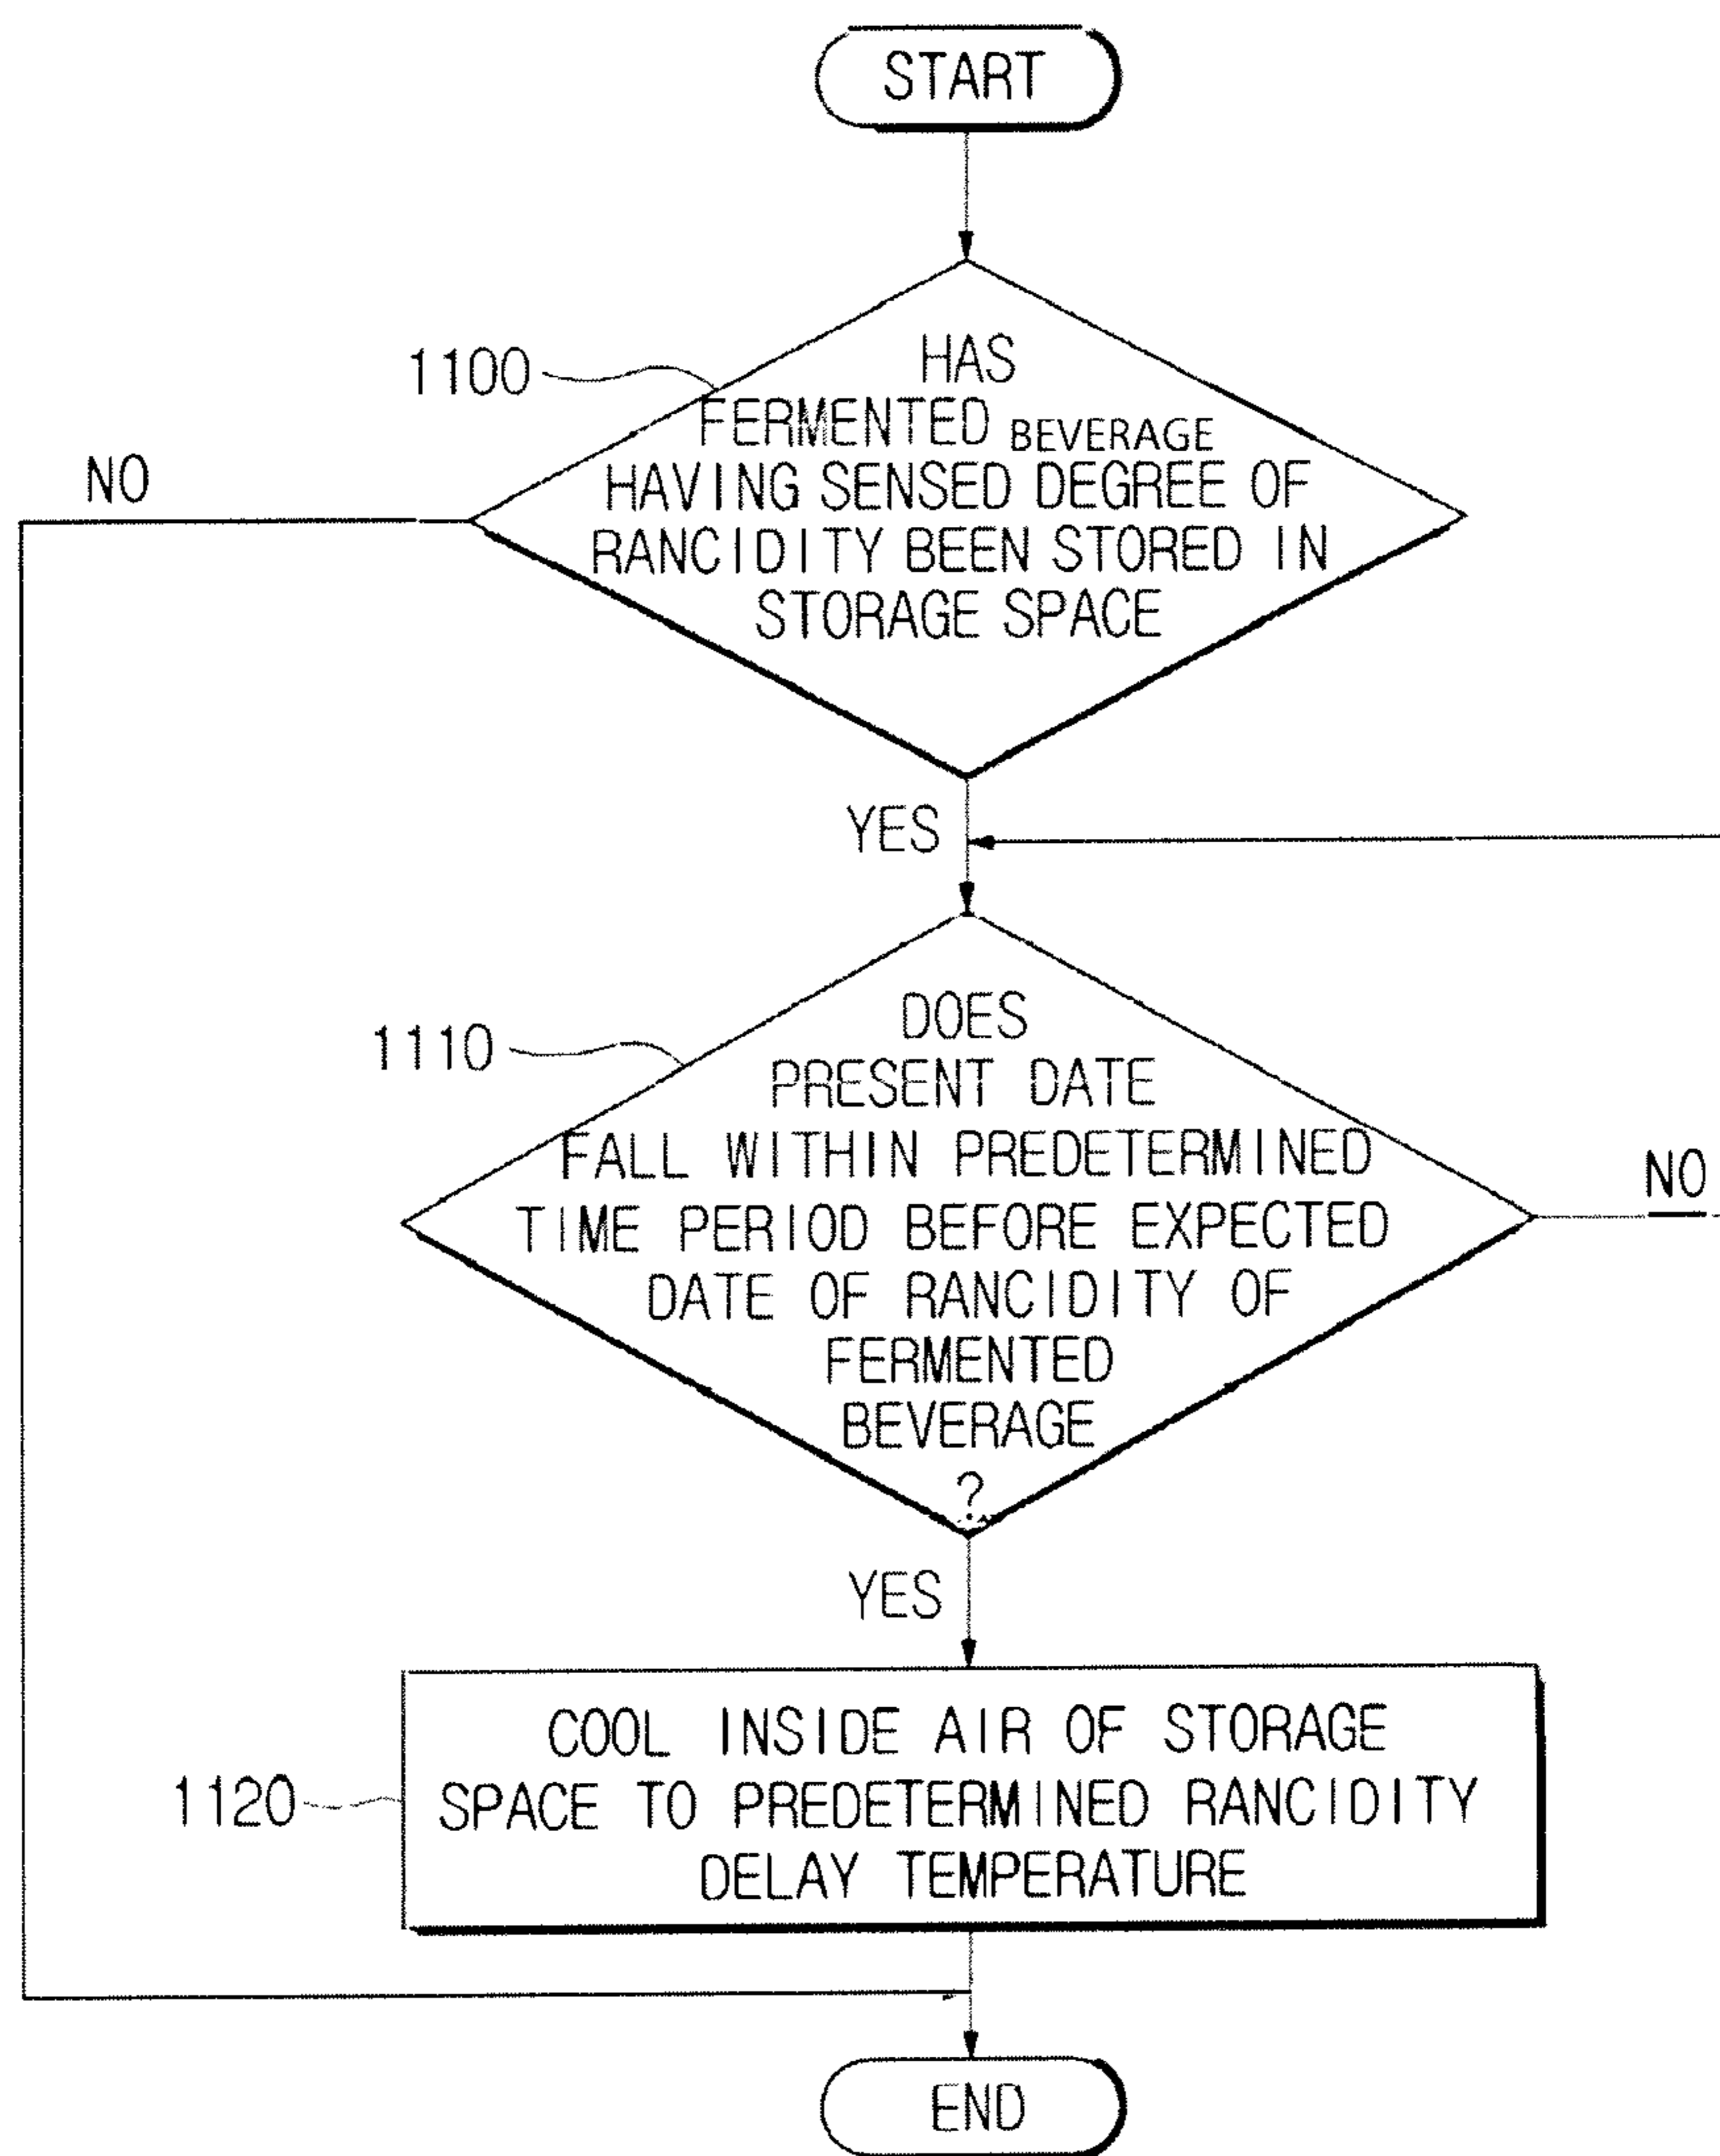 START
1100
HAS
FERMENTED BEVERAGE
NO
HAVING SENSED DEGREE OF
RANCIDITY BEEN STORED IN
STORAGE SPACE
YES
DOES
1110
PRESENT DATE
FALL WITHIN PREDETERMINED
NO
TIME PERIOD BEFORE EXPECTED
DATE OF RANCIDITY OF
FERMENTED
BEVERAGE
?
YES
COOL INSIDE AIR OF STORAGE
1120
SPACE TO PREDETERMINED RANCIDITY
DELAY TEMPERATURE
END